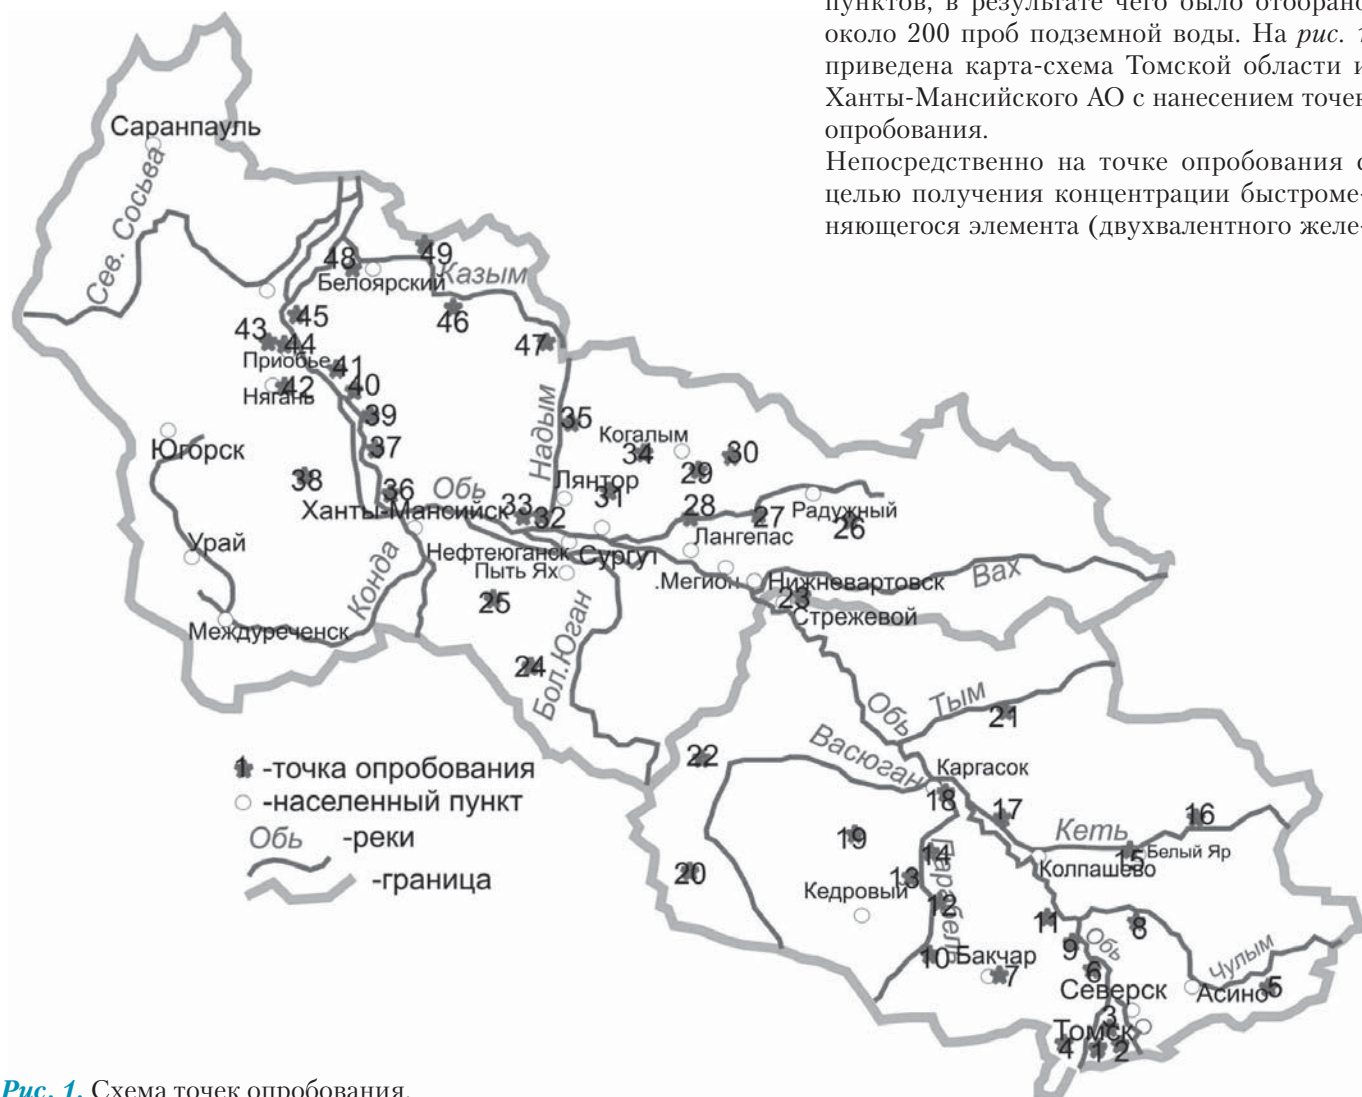 пунктов, в результате чего было отобрано
около 200 проб подземной воды. На рис. 1
приведена карта-схема Томской области и
Ханты-Мансийского АО с нанесением точек
опробования.
Непосредственно на точке опробования с
целью получения концентрации быстроме-
няющегося элемента (двухвалентного желе-
Саранпауль
Сев. Сосьва
48
49
Белоярский
Казым
45
46
43
44
47
Приобье
41
42
40
Нягань
39
Надым
35
Когалым
Югорск
37
34
30
29
38
36
Обь
Лянтор
31
Ханты-Мансийск
33
32
28
27
Радужный
26
Урай
Лангепас
Нефтеюганск
Сургут
Конда
Пыть Ях
.Мегион
Нижневартовск
Вах
25
23
Стрежевой
Междуреченск
24
Бол.Юган
Обь
Тым
21
22
Васюган
Каргасок
18
17
16
1 -точка опробования
-населенный пункт
Обь -реки
-граница
19
Кеть
14
15
Белый Яр
Колпашево
20
13
Кедровый
12
Парабель
11
8
9
Обь
10
Бакчар
7
6
Чулым
Северск
Асино
5
3
Томск
4
1
2
Рис. 1. Схема точек опробования.